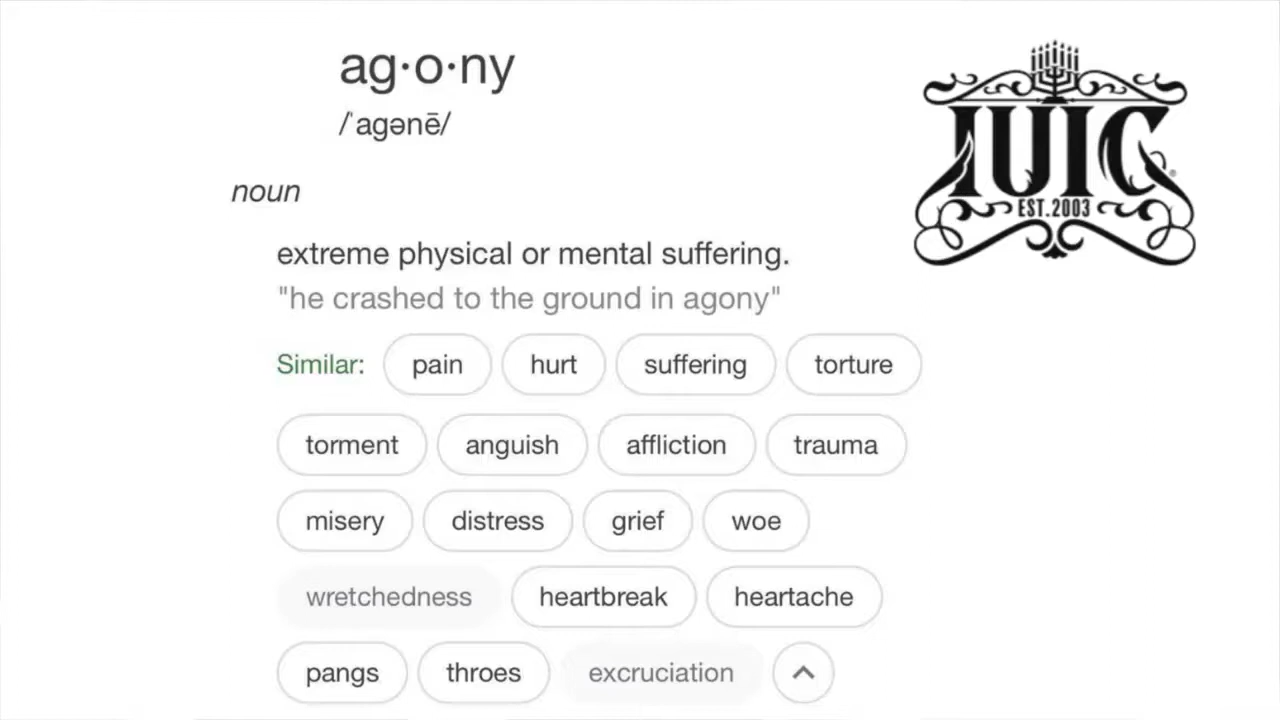 ag·o·ny
/ˈaɡənē/
noun
extreme physical or mental suffering.
"he crashed to the ground in agony"
Similar: pain hurt suffering torture
torment anguish affliction trauma
misery distress grief woe
wretchedness heartbreak heartache
pangs throes excruciation
IUIC
®
EST.2003